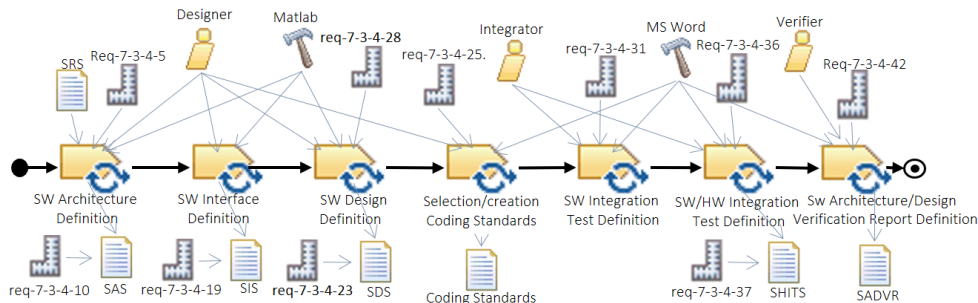 Designer
Matlab
Integrator
MS Word
Verifier
SRS
req-7-3-4-5
req-7-3-4-28
req-7-3-4-25.
req-7-3-4-31
Req-7-3-4-36
Req-7-3-4-42
SW Architecture
Definition
SW Interface
Definition
SW Design
Definition
Selection/creation
Coding Standards
SW Integration
Test Definition
SW/HW Integration
Test Definition
Sw Architecture/Design
Verification Report Definition
req-7-3-4-10
SAS
req-7-3-4-19
SIS
req-7-3-4-23
SDS
Coding Standards
req-7-3-4-37
SHITS
SADVR